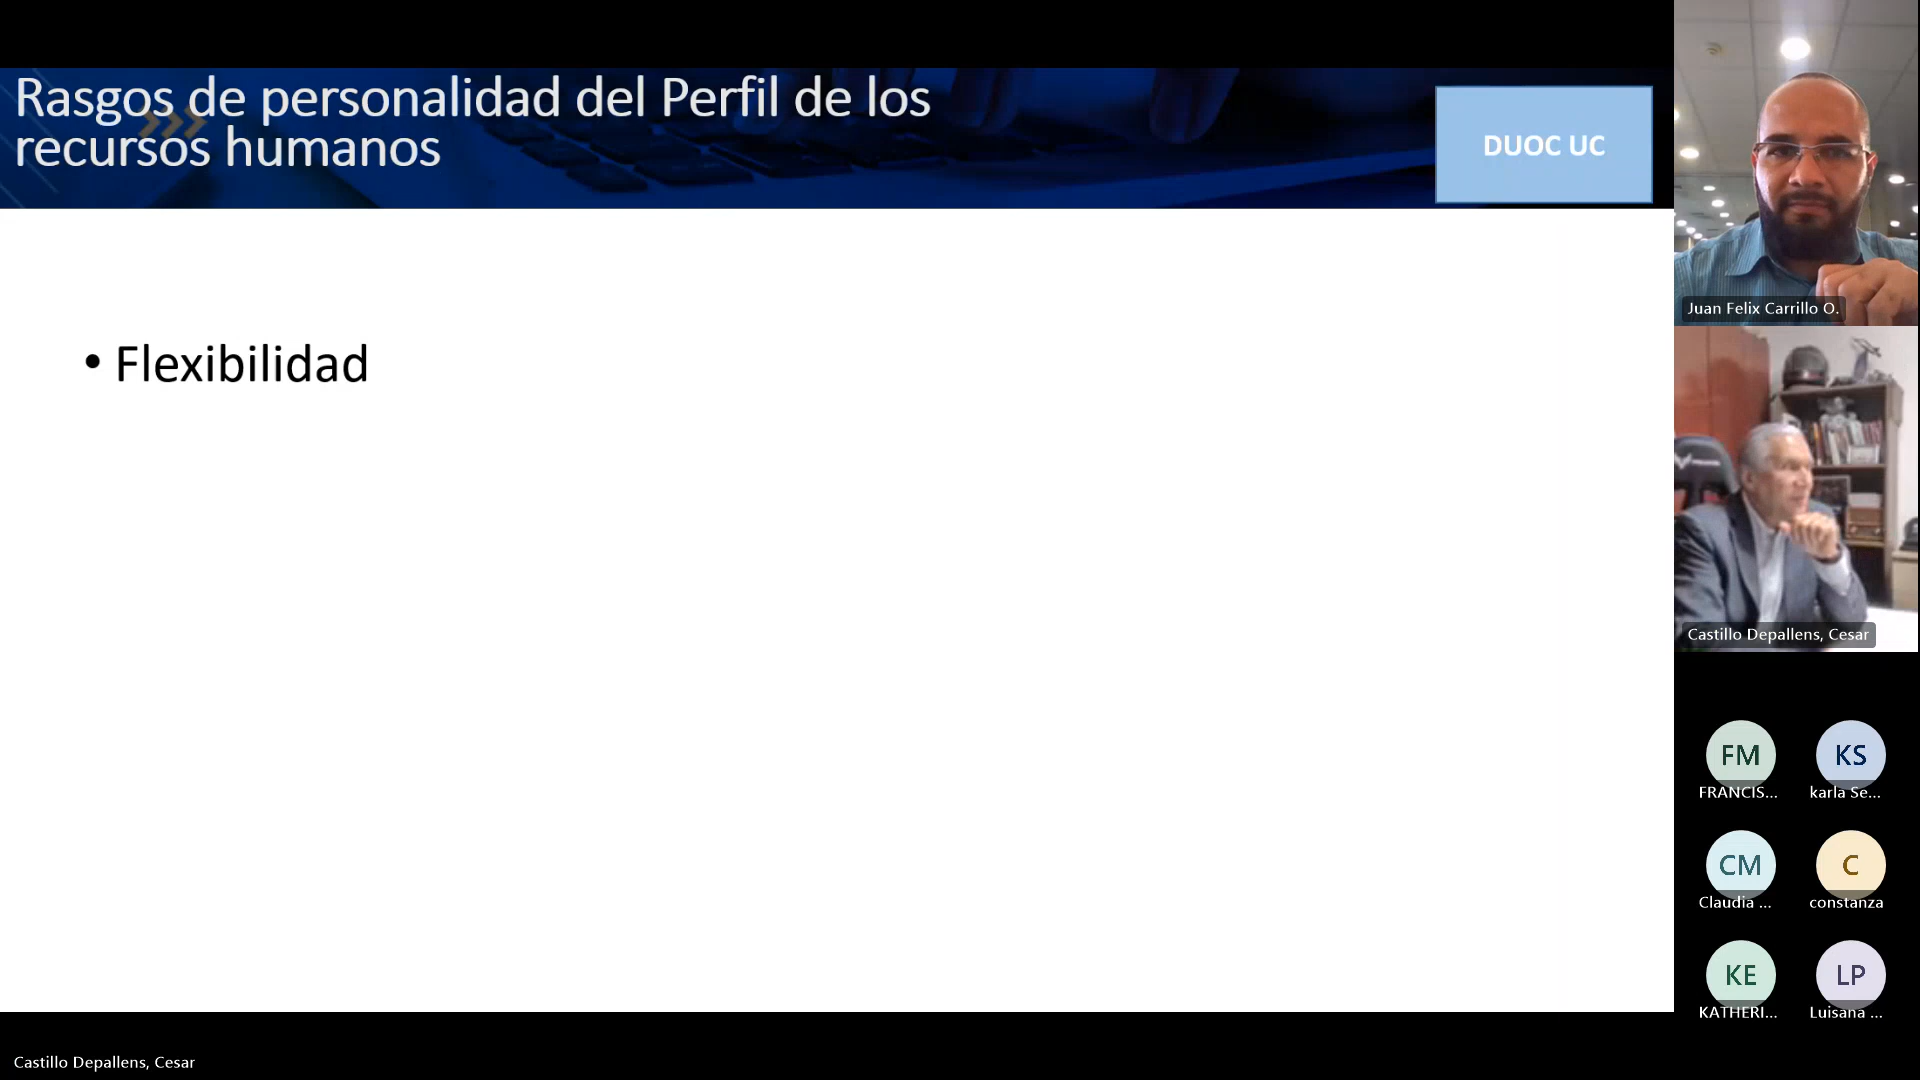 Rasgos de personalidad del Perfil de los
recursos humanos
DUOC UC
• Flexibilidad
Juan Felix Carrillo O.
Castillo Depallens, Cesar
FM
FRANCIS...
KS
karla Se...
CM
Claudia ...
C
constanza
KE
KATHERI...
LP
Luisana ...
Castillo Depallens, Cesar